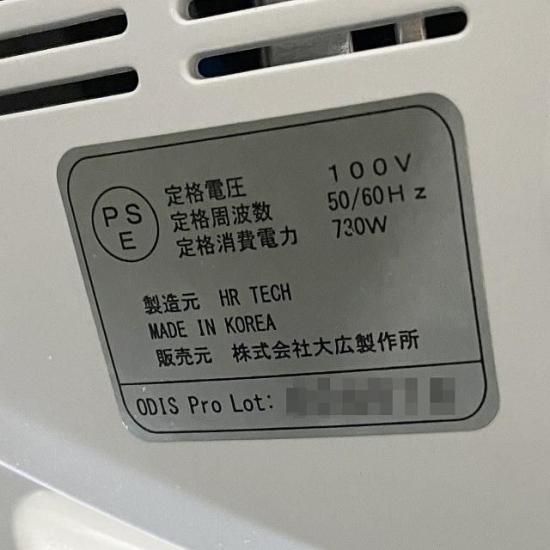 PS
E
定格電圧 100V
定格周波数 50/60Hz
定格消費電力 730W
製造元 HR TECH
MADE IN KOREA
販売元 株式会社大広製作所
ODIS Pro Lot: